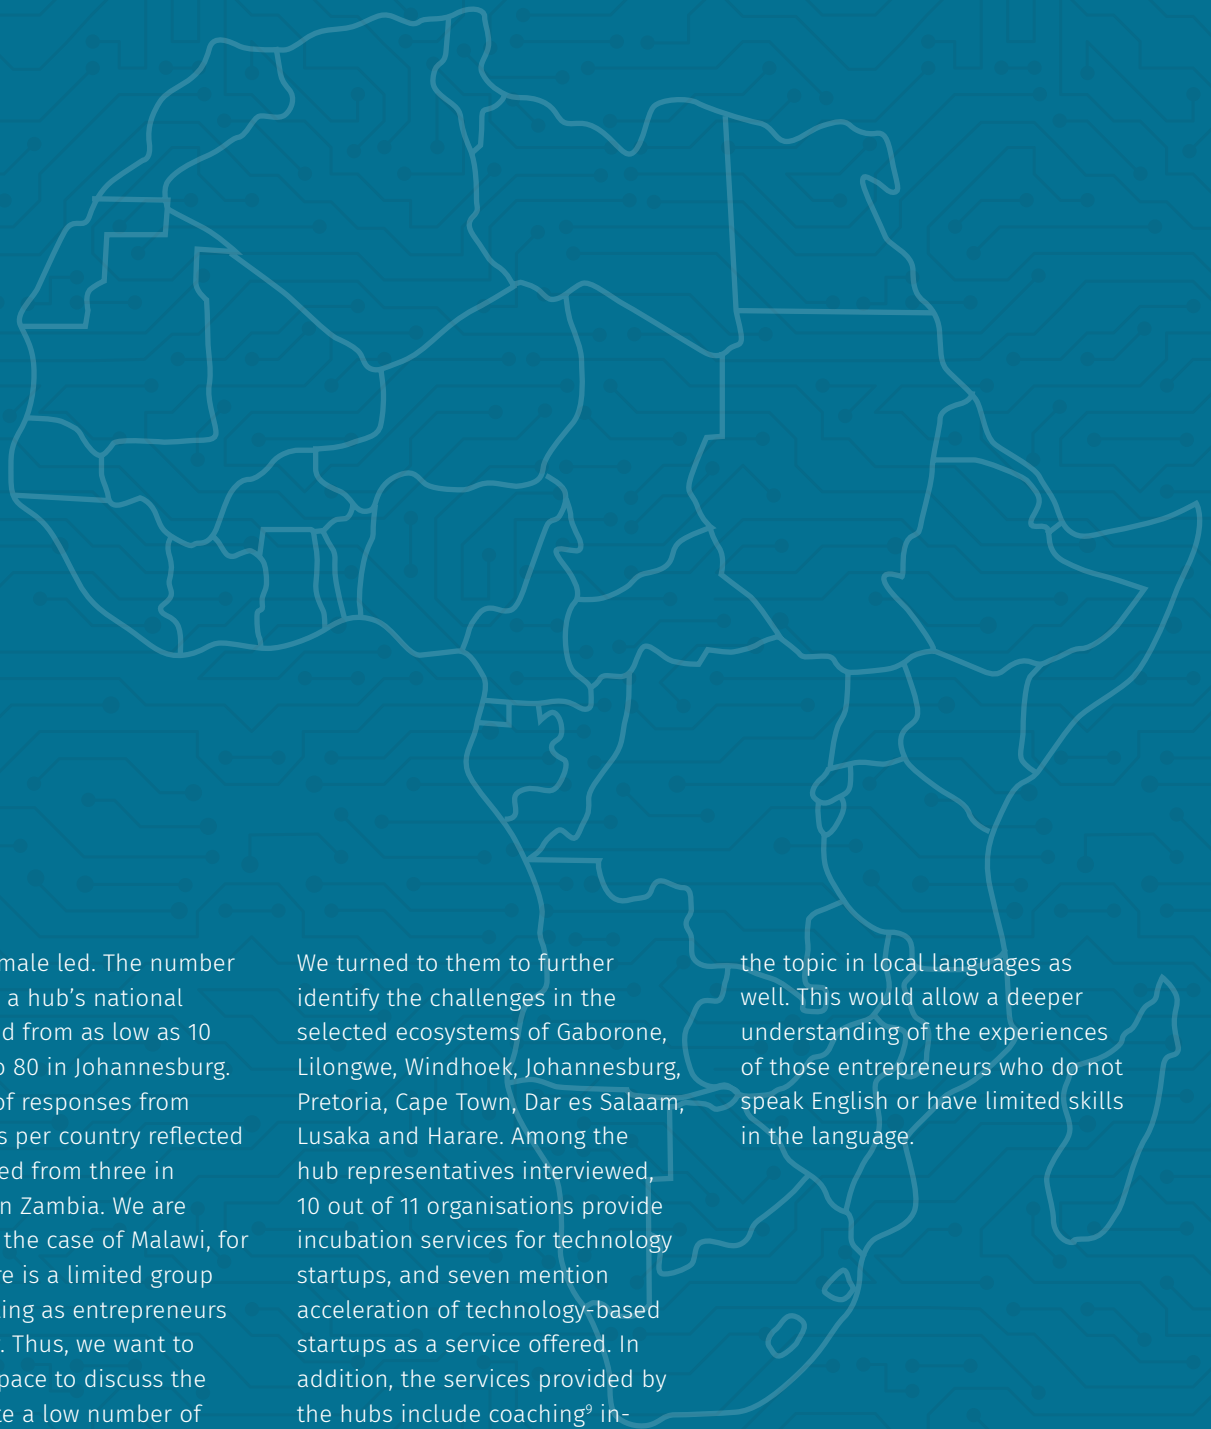 male led. The number
a hub's national
d from as low as 10
80 in Johannesburg.
of responses from
s per country reflected
ed from three in
n Zambia. We are
the case of Malawi, for
re is a limited group
ing as entrepreneurs
. Thus, we want to
pace to discuss the
te a low number of
We turned to them to further
identify the challenges in the
selected ecosystems of Gaborone,
Lilongwe, Windhoek, Johannesburg,
Pretoria, Cape Town, Dar es Salaam,
Lusaka and Harare. Among the
hub representatives interviewed,
10 out of 11 organisations provide
incubation services for technology
startups, and seven mention
acceleration of technology-based
startups as a service offered. In
addition, the services provided by
the hubs include coaching⁹ in-
the topic in local languages as
well. This would allow a deeper
understanding of the experiences
of those entrepreneurs who do not
speak English or have limited skills
in the language.